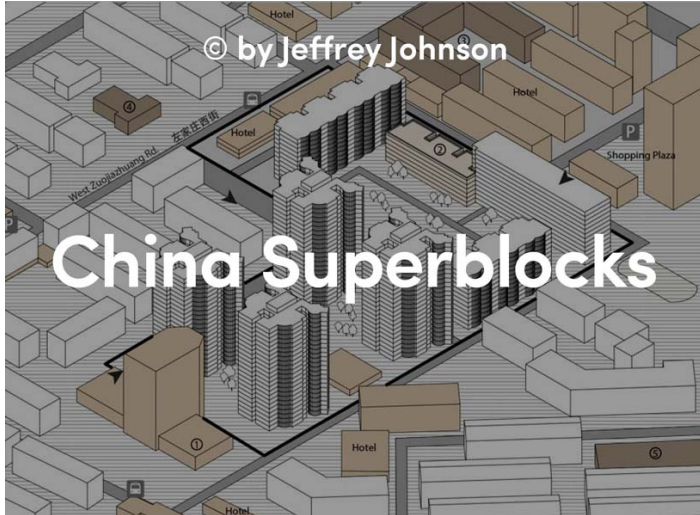 © by Jeffrey Johnson
China Superblocks
Hotel
③
Hotel
④
Hotel
②
P
Shopping Plaza
左家庄西街
West Zuojiazhuang Rd.
P
①
Hotel
⑤
Hotel